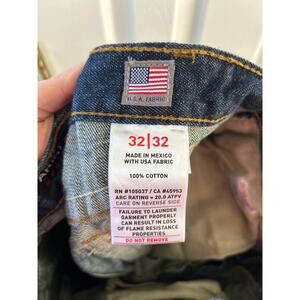 U.S.A. FABRIC
32|32
MADE IN MEXICO
WITH USA FABRIC
100% COTTON
RN #105037 / CA #45953
ARC RATING = 20.0 ATPV
CARE ON REVERSE SIDE
FAILURE TO LAUNDER
GARMENT PROPERLY
CAN RESULT IN LOSS
OF FLAME RESISTANCE
PROPERTIES
DO NOT REMOVE